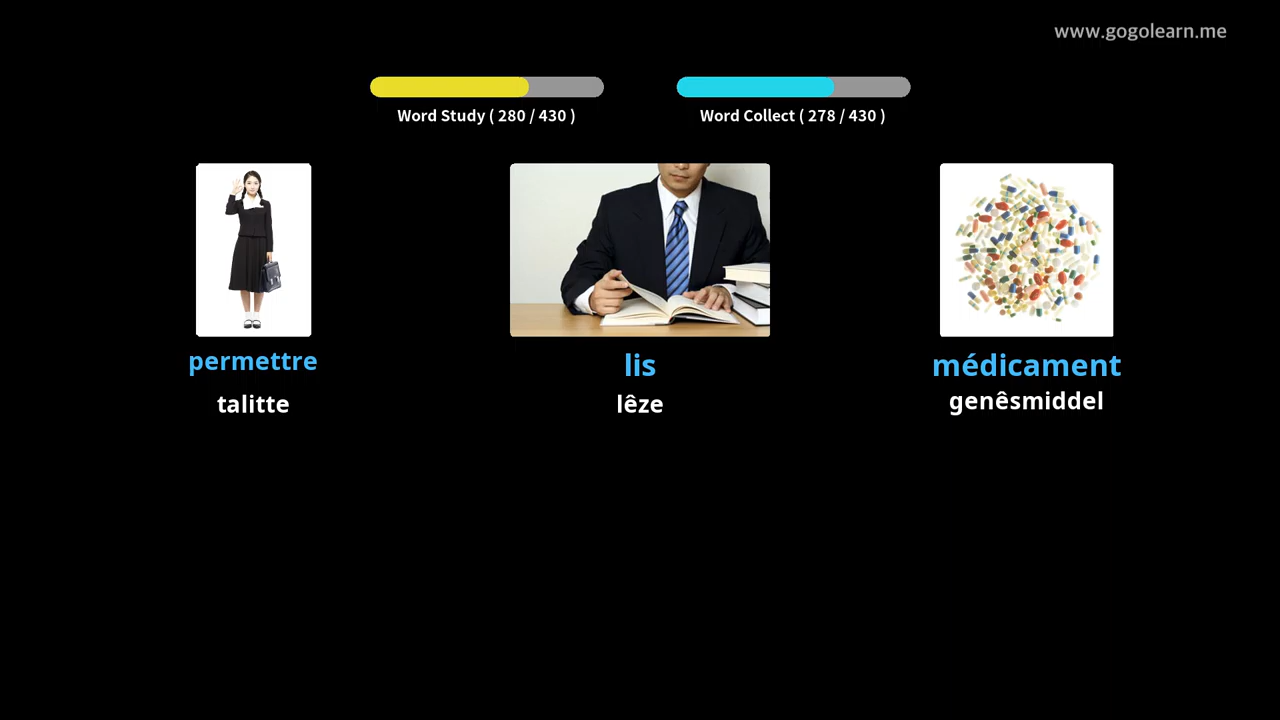 www.gogolearn.me
Word Study ( 280 / 430 )
Word Collect ( 278 / 430 )
permettre
talitte
lis
lêze
médicament
genêsmiddel